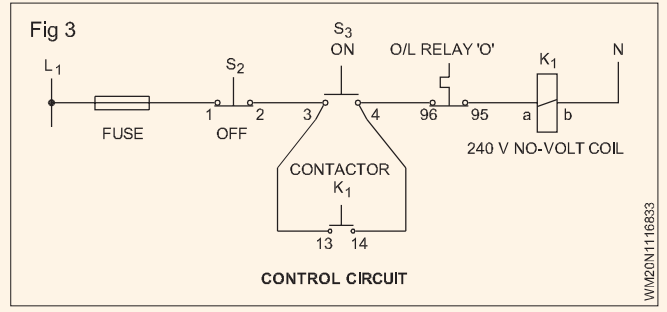 Fig 3
S3
ON
O/L RELAY 'O'
K1
N
L1
S2
1 2 3 4 96 95 a b
FUSE
OFF
240 V NO-VOLT COIL
CONTACTOR
K1
13 14
CONTROL CIRCUIT
WM20N1116833